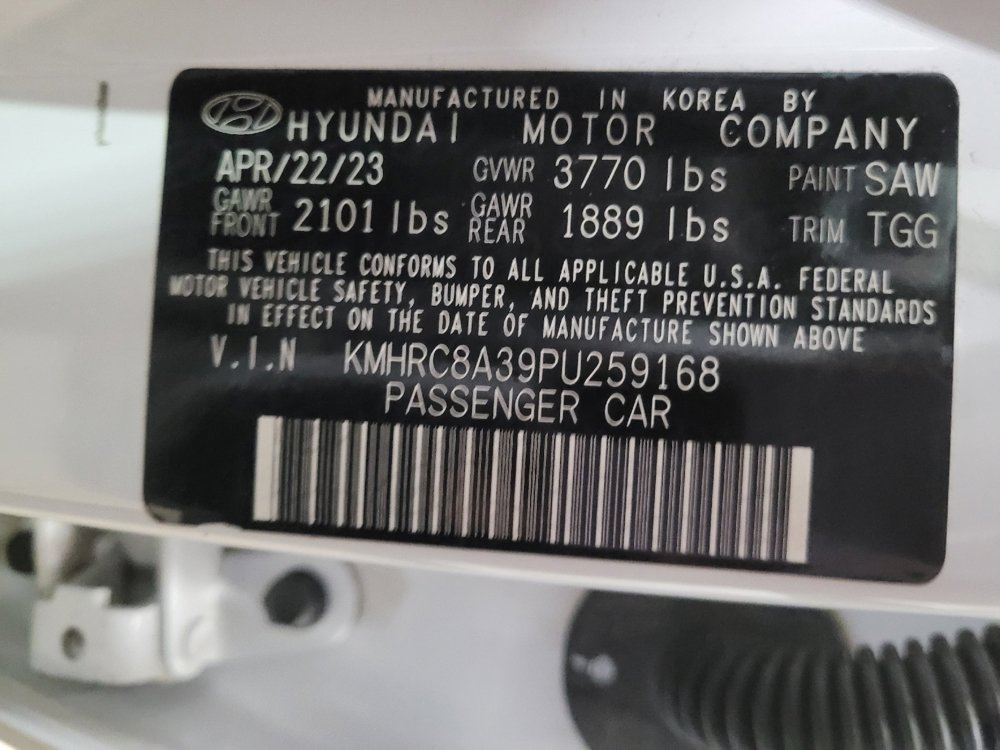 MANUFACTURED IN KOREA BY
HYUNDAI MOTOR COMPANY
APR/22/23 GVWR 3770 lbs PAINT SAW
GAWR FRONT 2101 lbs GAWR REAR 1889 lbs TRIM TGG
THIS VEHICLE CONFORMS TO ALL APPLICABLE U.S.A. FEDERAL
MOTOR VEHICLE SAFETY, BUMPER, AND THEFT PREVENTION STANDARDS
IN EFFECT ON THE DATE OF MANUFACTURE SHOWN ABOVE
V.I.N KMHRC8A39PU259168
PASSENGER CAR